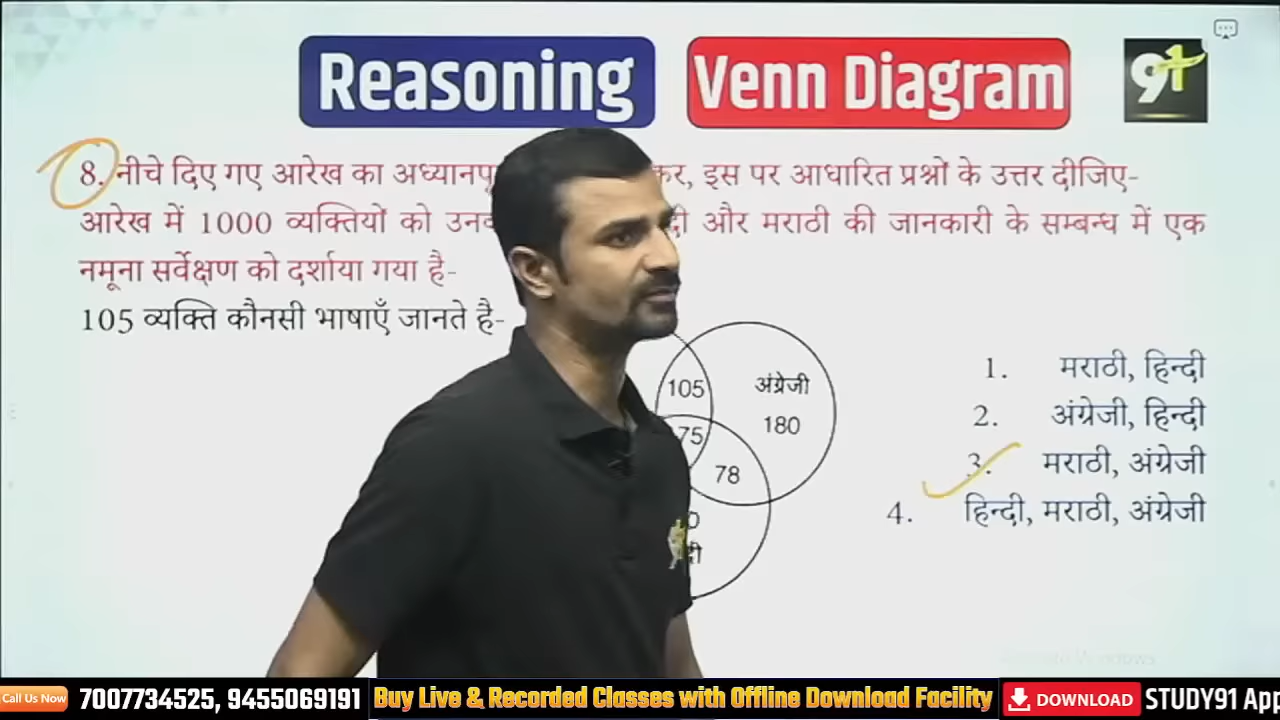 Reasoning
Venn Diagram
91
8. नीचे दिए गए आरेख का कर, इस पर आधारित प्रश्नों के उत्तर दीजिए-
आरेख में 1000 व्यक्तियों को और मराठी की जानकारी के सम्बन्ध में एक
नमूना सर्वेक्षण को दर्शाया गया है-
105 व्यक्ति कौनसी भाषाएँ जानते है-
105
अंग्रेजी
180
75
78
1. मराठी, हिन्दी
2. अंग्रेजी, हिन्दी
3. मराठी, अंग्रेजी
4. हिन्दी, मराठी, अंग्रेजी
Call Us Now
7007734525, 9455069191
Buy Live & Recorded Classes with Offline Download Facility
DOWNLOAD
STUDY91 App